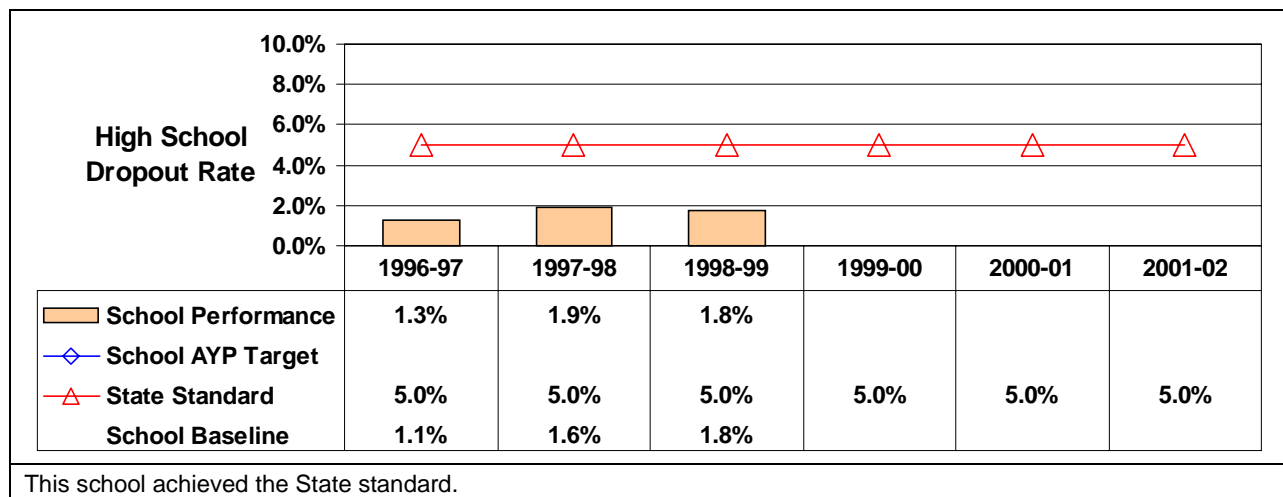 10.0%
8.0%
6.0%
4.0%
2.0%
0.0%
High School
Dropout Rate
1996-97 1997-98 1998-99 1999-00 2000-01 2001-02
School Performance 1.3% 1.9% 1.8%
School AYP Target
State Standard 5.0% 5.0% 5.0% 5.0% 5.0% 5.0%
School Baseline 1.1% 1.6% 1.8%
This school achieved the State standard.